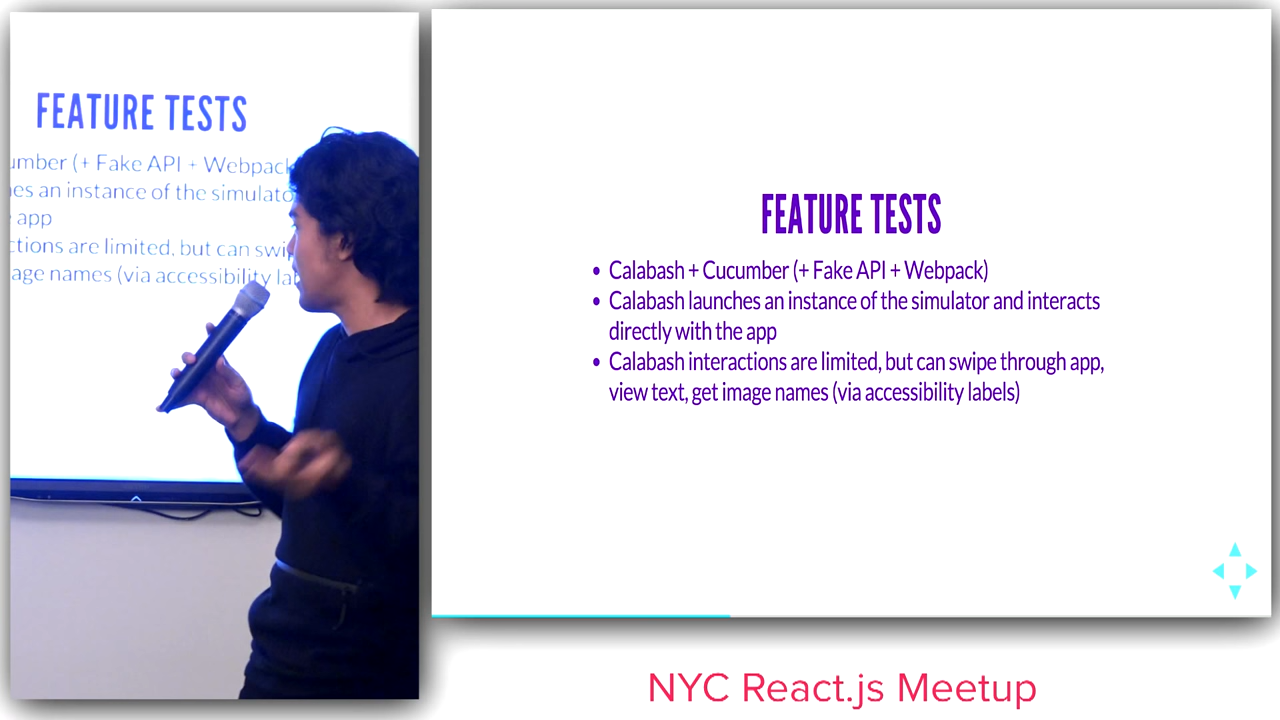 FEATURE TESTS
umber (+ Fake API + Webpack
es an instance of the simulato
app
ctions are limited, but can swip
age names (via accessibility lab
FEATURE TESTS
• Calabash + Cucumber (+ Fake API + Webpack)
• Calabash launches an instance of the simulator and interacts
directly with the app
• Calabash interactions are limited, but can swipe through app,
view text, get image names (via accessibility labels)
NYC React.js Meetup